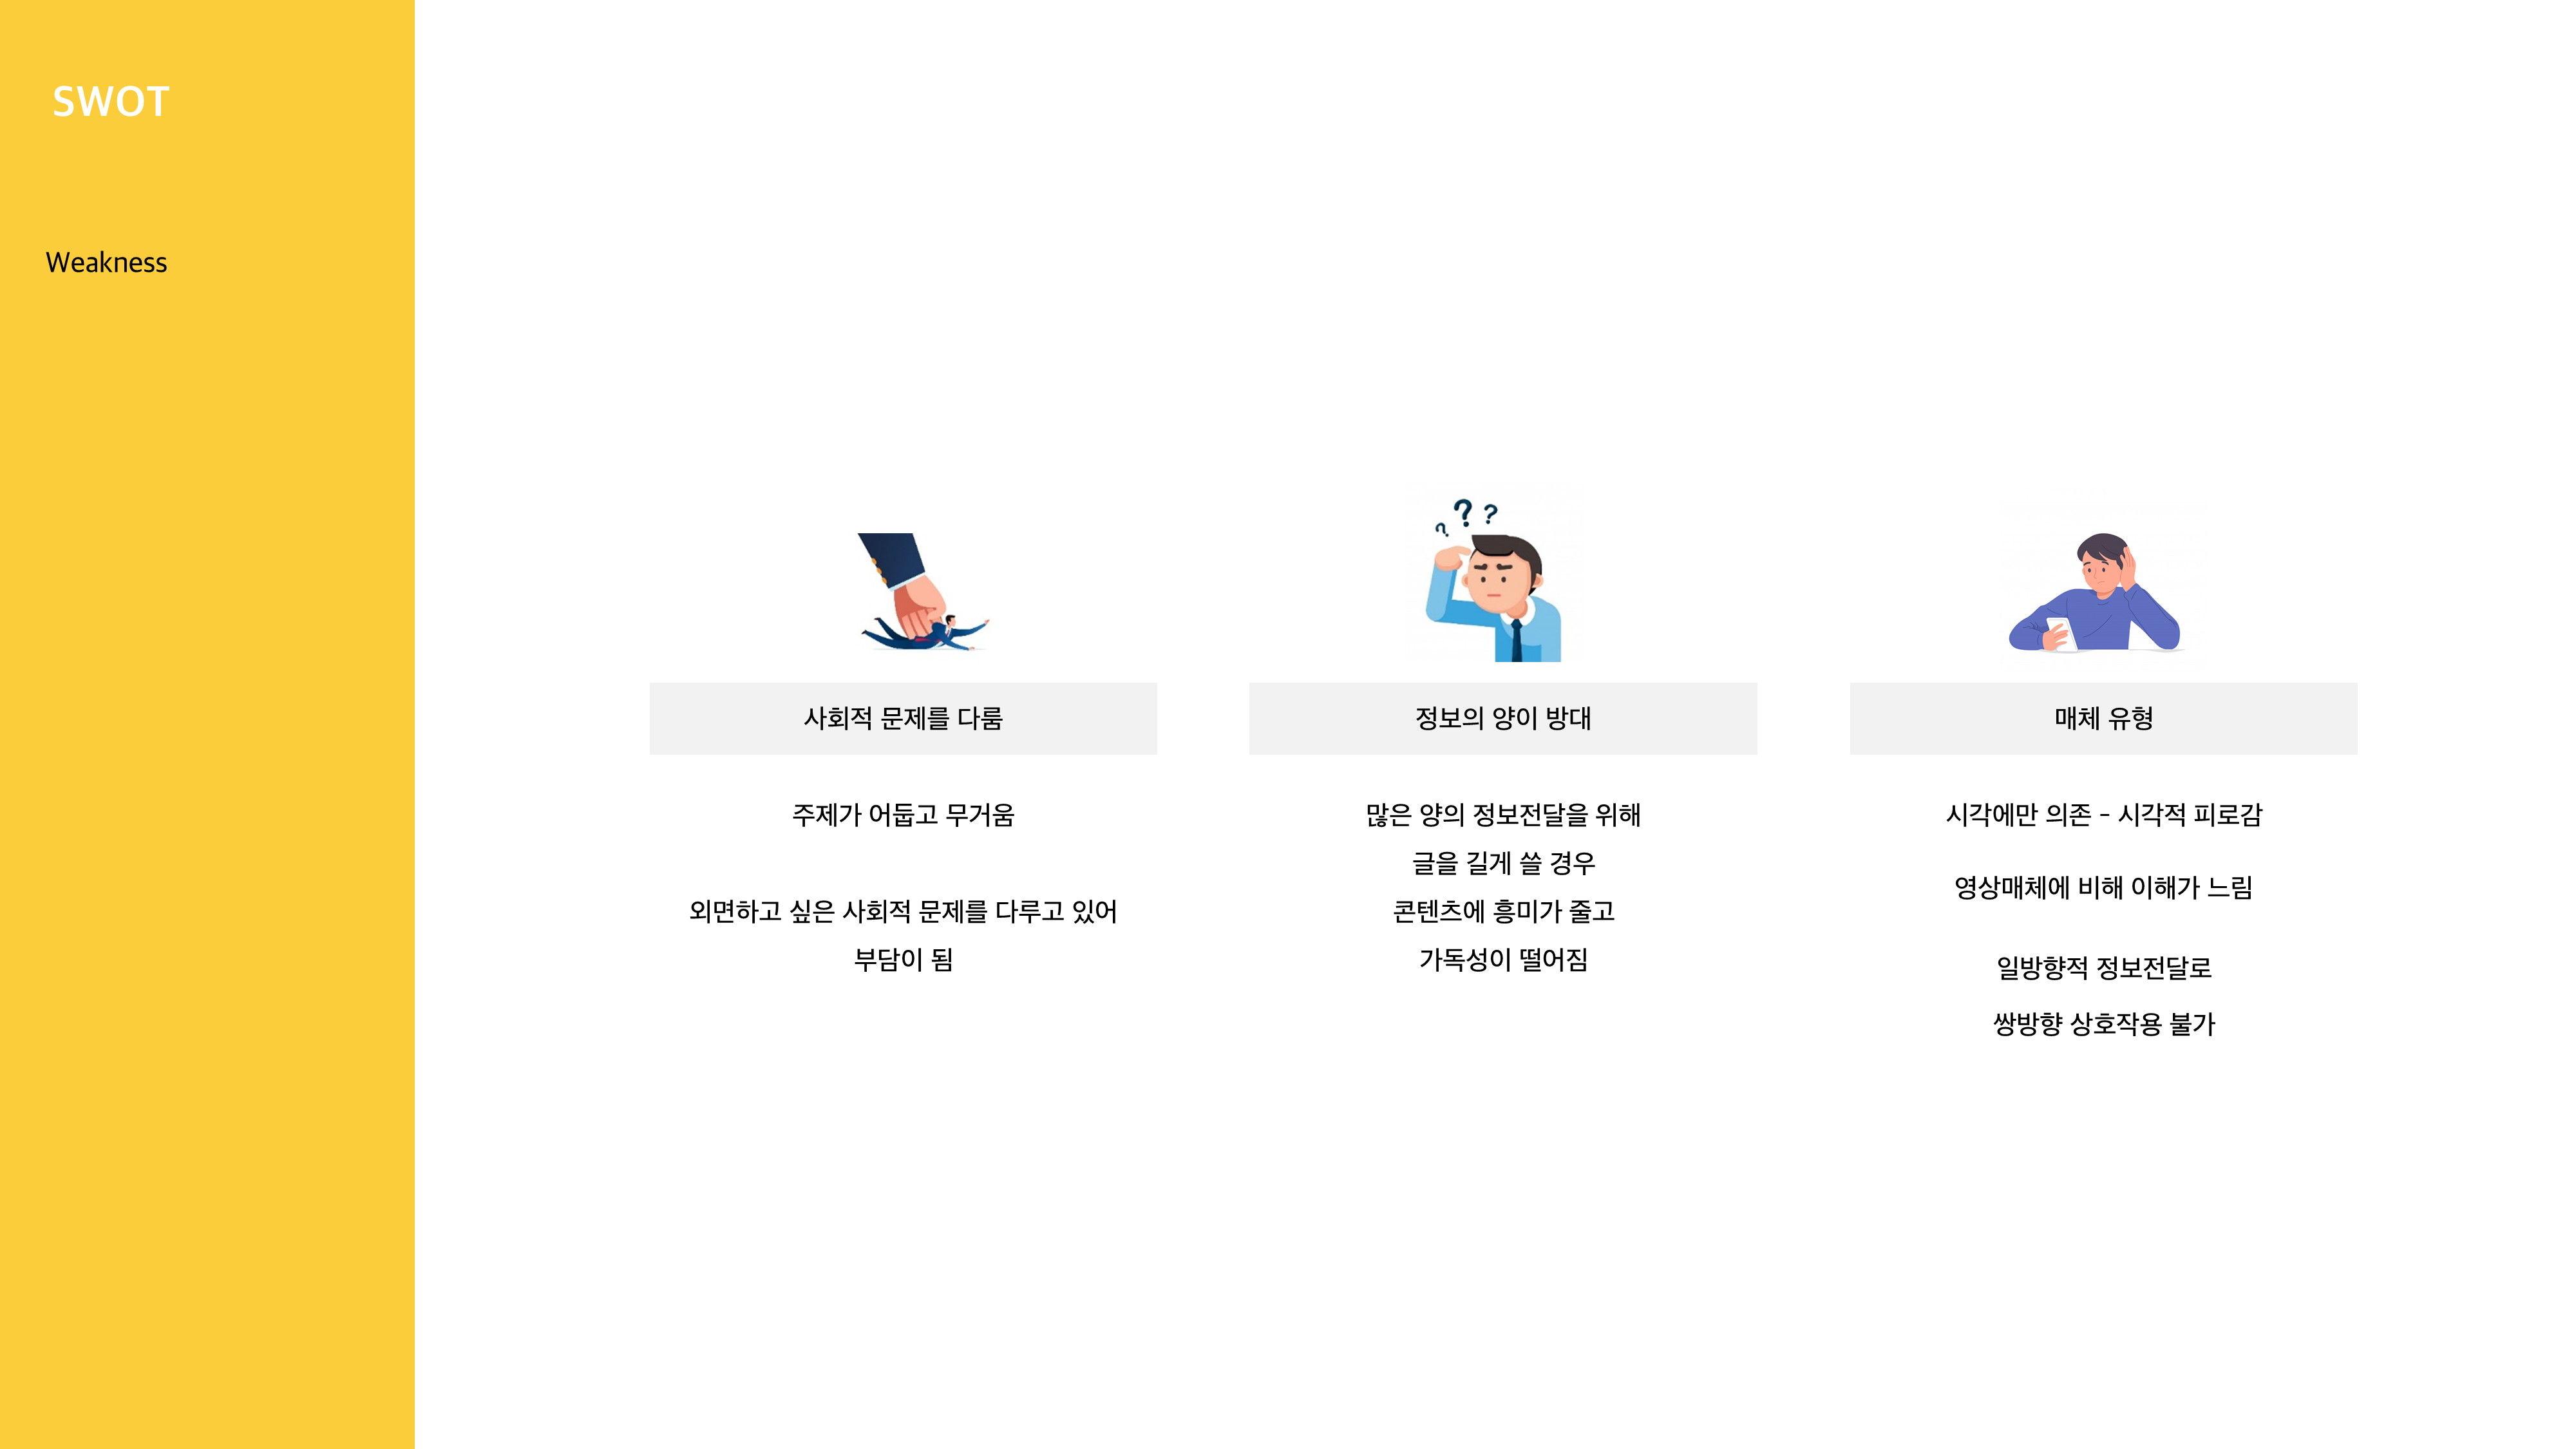 SWOT
Weakness
? ? ?
사회적 문제를 다룸
주제가 어둡고 무거움
외면하고 싶은 사회적 문제를 다루고 있어
부담이 됨
정보의 양이 방대
많은 양의 정보전달을 위해
글을 길게 쓸 경우
콘텐츠에 흥미가 줄고
가독성이 떨어짐
매체 유형
시각에만 의존 - 시각적 피로감
영상매체에 비해 이해가 느림
일방향적 정보전달로
쌍방향 상호작용 불가